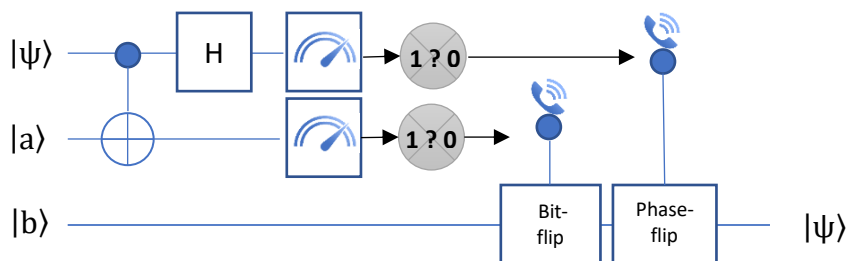 |ψ⟩
H
1 ? 0
|a⟩
1 ? 0
|b⟩
Bit-
flip
Phase-
flip
|ψ⟩